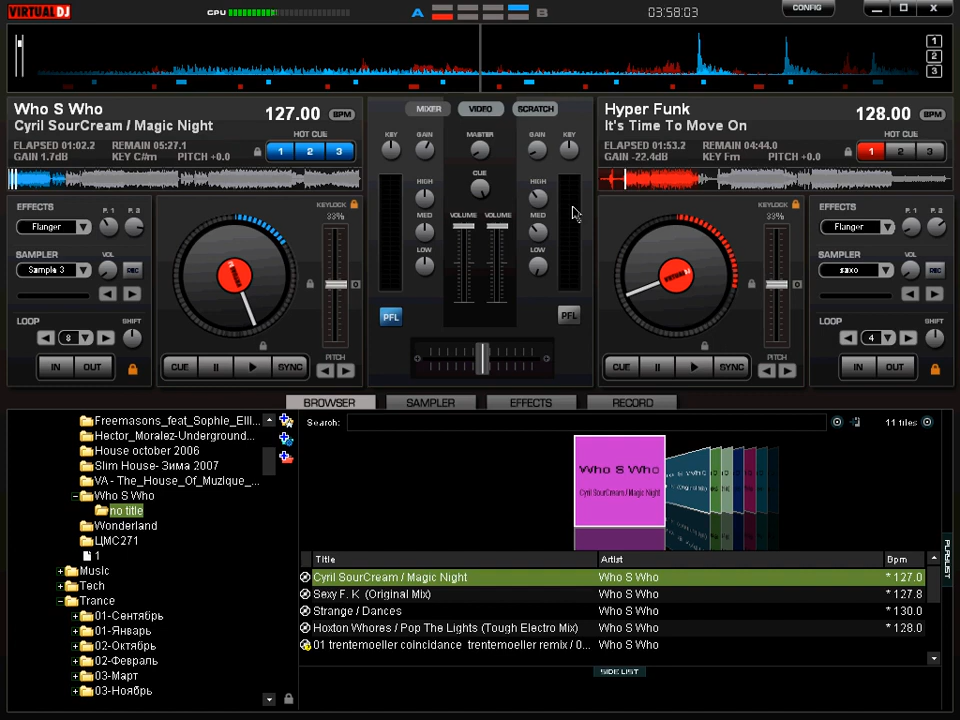 VIRTUAL DJ
CPU
A
B
03:58:03
CONFIG
1
2
3
Who S Who
127.00 BPM
Cyril SourCream / Magic Night
HOT CUE
ELAPSED 01:02.2 REMAIN 05:27.1
GAIN 1.7dB KEY C#m PITCH +0.0
1 2 3
MIXER VIDEO SCRATCH
KEY GAIN MASTER GAIN KEY
HIGH CUE HIGH
MED VOLUME VOLUME MED
LOW LOW
PFL PFL
Hyper Funk
128.00 BPM
It's Time To Move On
HOT CUE
ELAPSED 01:53.2 REMAIN 04:44.0
GAIN -22.4dB KEY Fm PITCH +0.0
1 2 3
EFFECTS P. 1 P. 2
Flanger
SAMPLER VOL
Sample 3 REC
LOOP SHIFT
8
IN OUT
KEYLOCK
33%
CUE SYNC
PITCH
KEYLOCK
33%
CUE SYNC
PITCH
EFFECTS P. 1 P. 2
Flanger
SAMPLER VOL
saxo REC
LOOP SHIFT
4
IN OUT
BROWSER SAMPLER EFFECTS RECORD
Freemasons_feat_Sophie_Elli...
Hector_Moralez-Underground...
House october 2006
Slim House- Зима 2007
VA - The_House_Of_Muzique_...
Who S Who
no title
Wonderland
ЦМС271
1
Music
Tech
Trance
01-Сентябрь
01-Январь
02-Октябрь
02-Февраль
03-Март
03-Ноябрь
Search: 11 files
Who S Who
Cyril SourCream / Magic Night
Title Artist Bpm
Cyril SourCream / Magic Night Who S Who * 127.0
Sexy F. K (Original Mix) Who S Who * 127.8
Strange / Dances Who S Who * 130.0
Hoxton Whores / Pop The Lights (Tough Electro Mix) Who S Who * 128.0
01 trentemoeller coincidance trentemoeller remix / 0... Who S Who
SIDE LIST
PLAYLIST